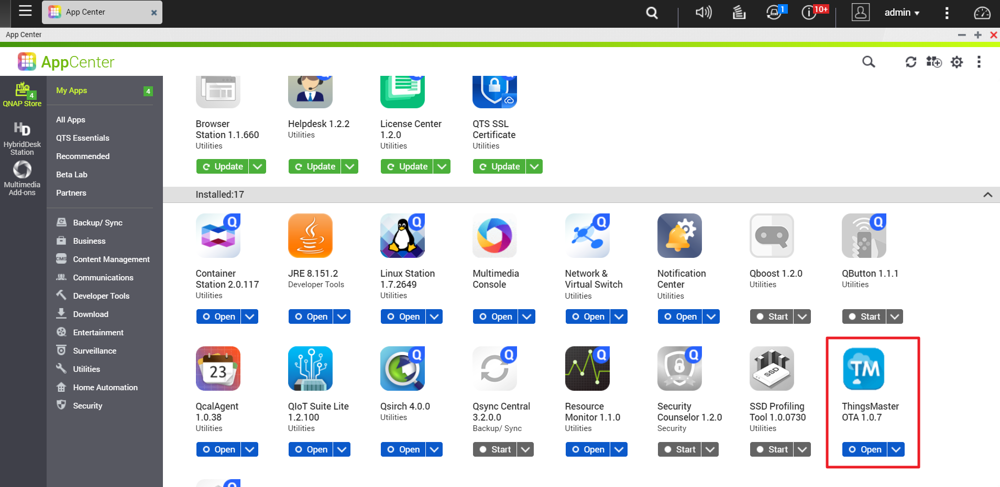 App Center
1
10+
admin
App Center
AppCenter
4
QNAP Store
HD
HybridDesk
Station
Multimedia
Add-ons
My Apps
4
All Apps
QTS Essentials
Recommended
Beta Lab
Partners
Backup/ Sync
Business
CMS
Content Management
Communications
Developer Tools
Download
Entertainment
Surveillance
Utilities
Home Automation
Security
Browser
Station 1.1.660
Utilities
Update
Helpdesk 1.2.2
Utilities
Update
License Center
1.2.0
Utilities
Update
QTS SSL
Certificate
Utilities
Update
Installed:17
Q
Container
Station 2.0.117
Utilities
Open
JRE 8.151.2
Developer Tools
Open
Q
Linux Station
1.7.2649
Utilities
Open
Multimedia
Console
Open
Q
Network &
Virtual Switch
Utilities
Open
Notification
Center
Utilities
Open
Qboost 1.2.0
Utilities
Start
Q
QButton 1.1.1
Utilities
Start
23
QcalAgent
1.0.38
Utilities
Open
QIoT Suite Lite
1.2.100
Utilities
Open
Q
Qsirch 4.0.0
Utilities
Open
Q
Qsync Central
3.2.0.0
Backup/ Sync
Start
Q
Resource
Monitor 1.1.0
Utilities
Open
Q
Security
Counselor 1.2.0
Security
Start
SSD
SSD Profiling
Tool 1.0.0730
Utilities
Start
TM
ThingsMaster
OTA 1.0.7
Open